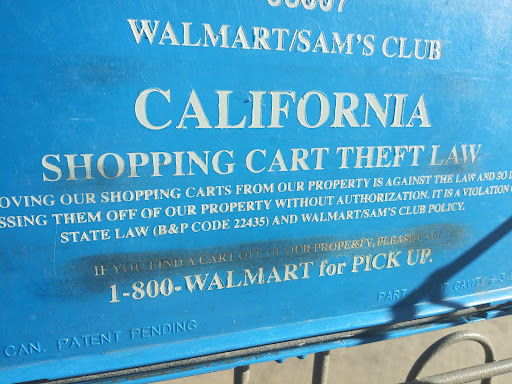 WALMART/SAM'S CLUB
CALIFORNIA
SHOPPING CART THEFT LAW
OVING OUR SHOPPING CARTS FROM OUR PROPERTY IS AGAINST THE LAW AND SO
SSING THEM OFF OF OUR PROPERTY WITHOUT AUTHORIZATION. IT IS A VIOLATION
STATE LAW (B&P CODE 22435) AND WALMART/SAM'S CLUB POLICY.
IF YOU FIND A CART OFF OF OUR PROPERTY, PLEASE CALL
1-800-WALMART for PICK UP.
CAN. PATENT PENDING
CAVITY